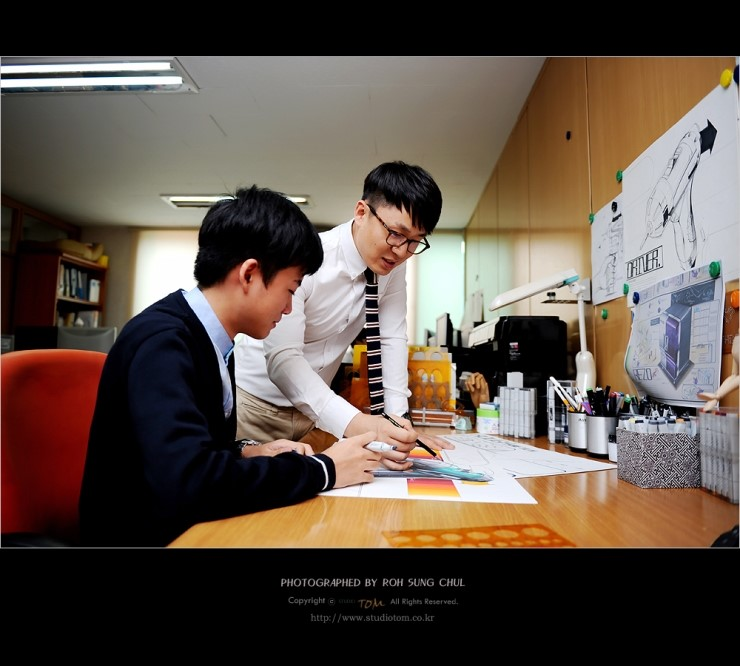 DRIVER.
PHOTOGRAPHED BY ROH SUNG CHUL
Copyright © TOM All Rights Reserved.
http://www.studiotom.co.kr